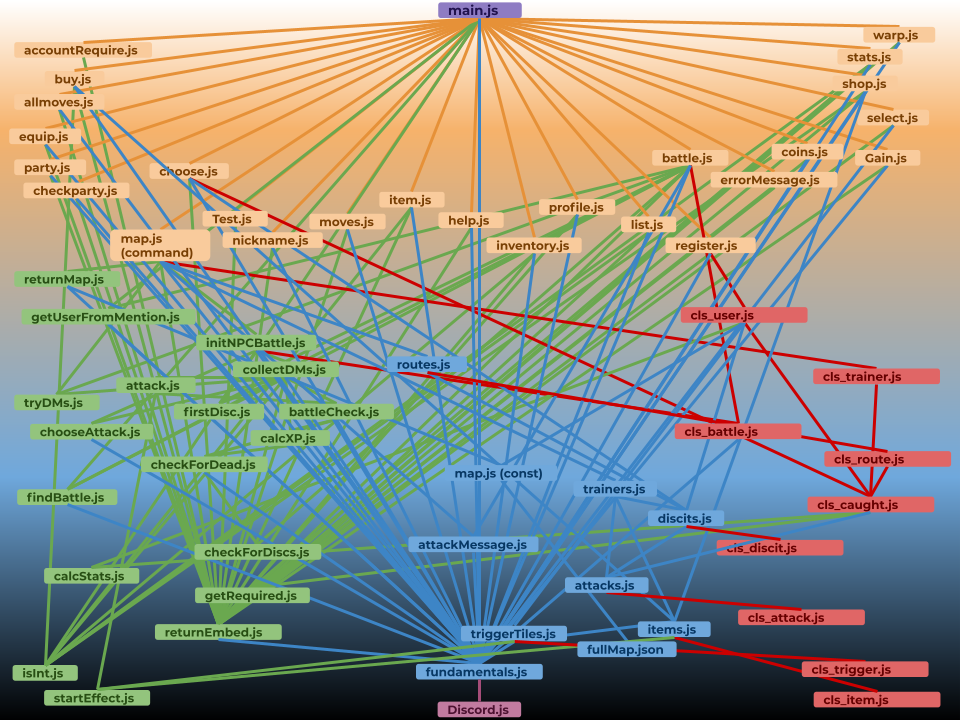 main.js
warp.js
accountRequire.js
stats.js
buy.js
shop.js
allmoves.js
select.js
equip.js
coins.js
battle.js
Gain.js
party.js
choose.js
errorMessage.js
checkparty.js
item.js
profile.js
Test.js
moves.js
help.js
list.js
map.js
(command)
nickname.js
inventory.js
register.js
returnMap.js
getUserFromMention.js
cls_user.js
initNPCBattle.js
collectDMs.js
routes.js
cls_trainer.js
attack.js
tryDMs.js
firstDisc.js
battleCheck.js
chooseAttack.js
calcXP.js
cls_battle.js
checkForDead.js
map.js (const)
cls_route.js
findBattle.js
trainers.js
cls_caught.js
discits.js
checkForDiscs.js
attackMessage.js
cls_discit.js
calcStats.js
attacks.js
getRequired.js
cls_attack.js
returnEmbed.js
triggerTiles.js
items.js
fullMap.json
isInt.js
fundamentals.js
cls_trigger.js
startEffect.js
cls_item.js
Discord.js